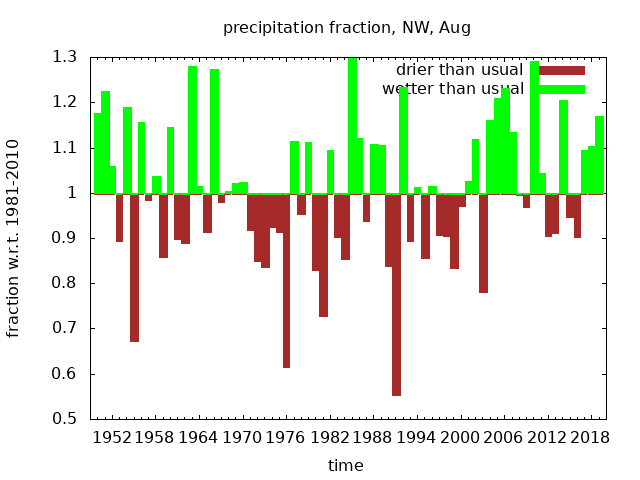 precipitation fraction, NW, Aug
drier than usual
wetter than usual
1.3
1.2
1.1
1
0.9
0.8
0.7
0.6
0.5
fraction w.r.t. 1981-2010
1952 1958 1964 1970 1976 1982 1988 1994 2000 2006 2012 2018
time